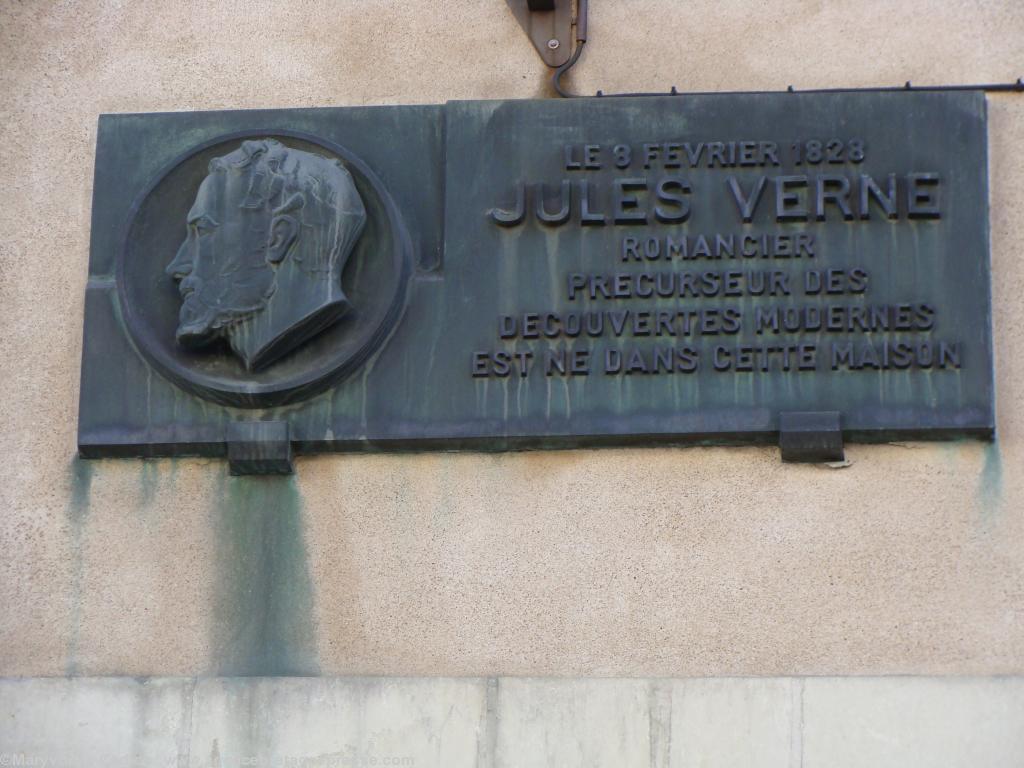 LE 8 FEVRIER 1828
JULES VERNE
ROMANCIER
PRECURSEUR DES
DECOUVERTES MODERNES
EST NE DANS CETTE MAISON